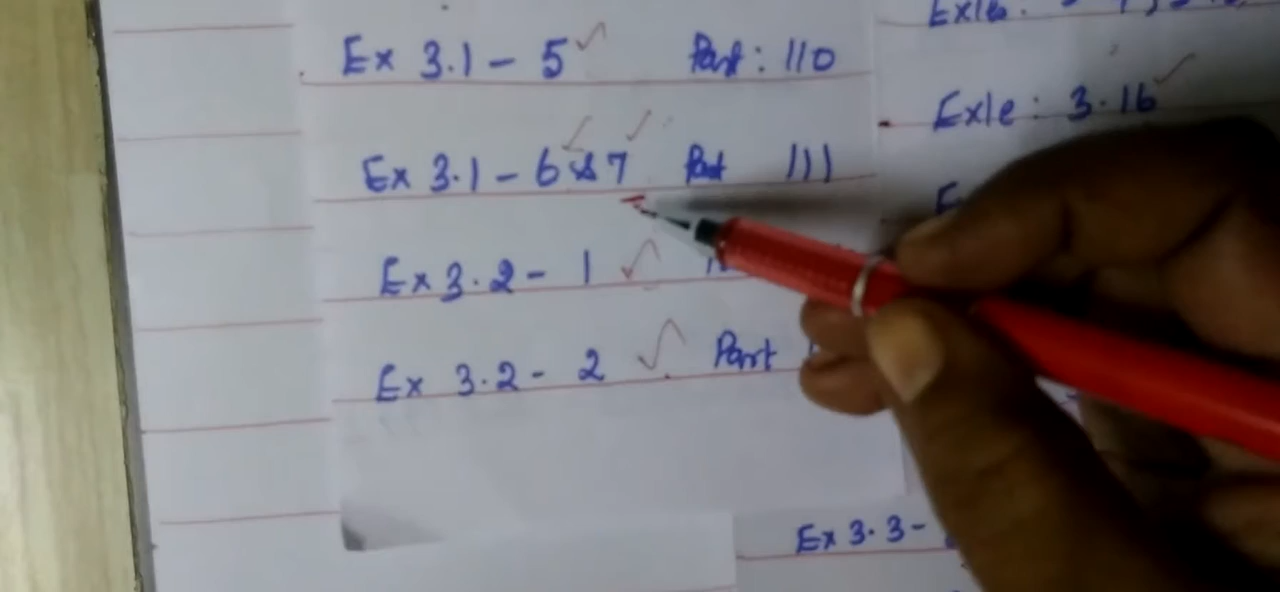 Ex 3.1 - 5 Part: 110
Ex 3.1 - 6 & 7 Part 111
Ex 3.2 - 1
Ex 3.2 - 2 Part
Exle:
Exle: 3.16
Ex 3.3 -